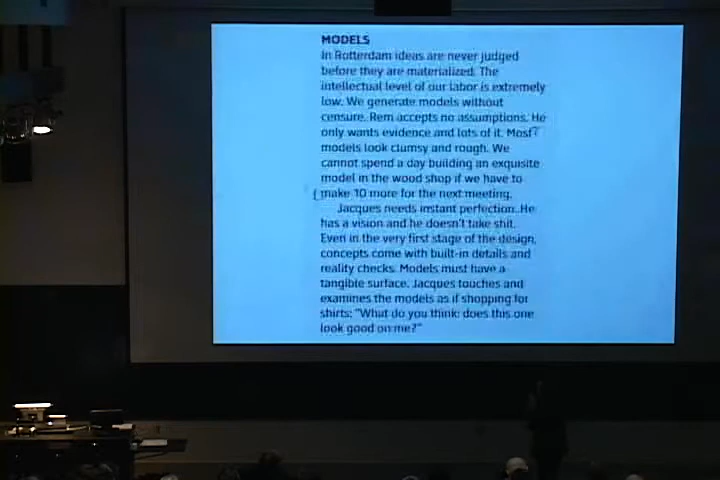 MODELS
In Rotterdam ideas are never judged
before they are materialized. The
intellectual level of our labor is extremely
low. We generate models without
censure. Rem accepts no assumptions. He
only wants evidence and lots of it. Most
models look clumsy and rough. We
cannot spend a day building an exquisite
model in the wood shop if we have to
make 10 more for the next meeting.
Jacques needs instant perfection. He
has a vision and he doesn't take shit.
Even in the very first stage of the design,
concepts come with built-in details and
reality checks. Models must have a
tangible surface. Jacques touches and
examines the models as if shopping for
shirts: "What do you think: does this one
look good on me?"